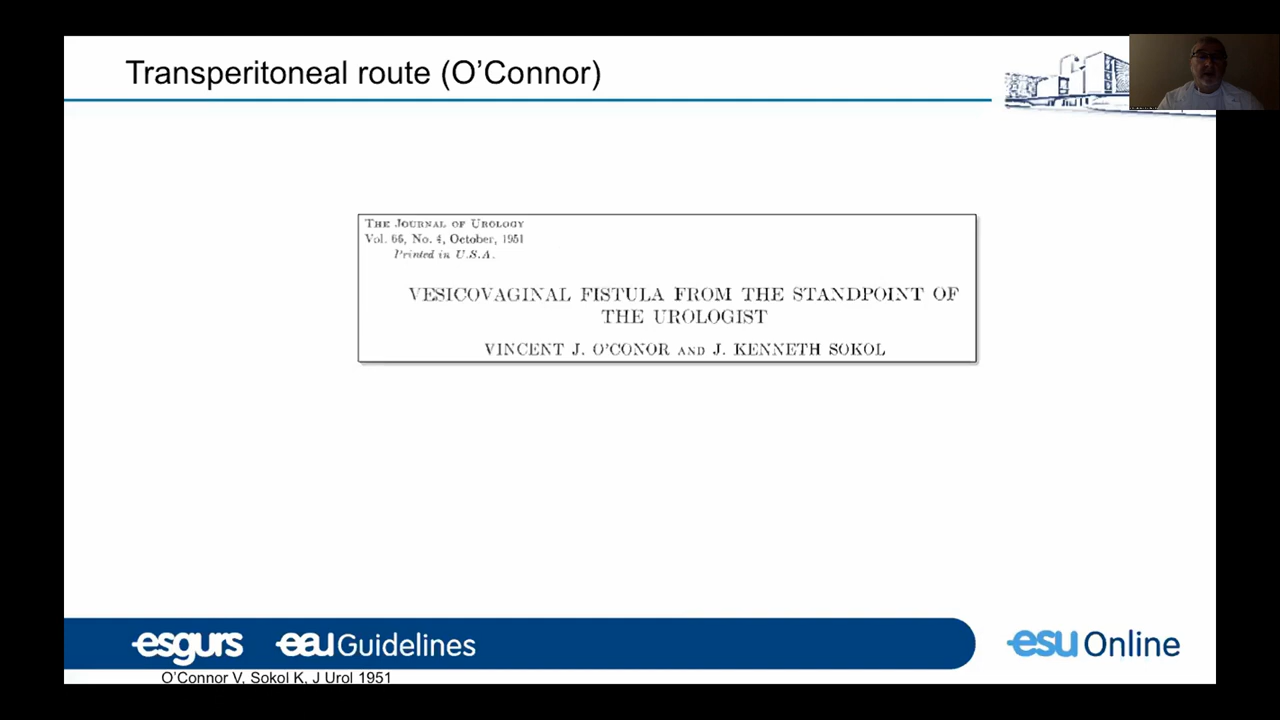 Transperitoneal route (O’Connor)
The Journal of Urology
Vol. 66, No. 4, October, 1951
Printed in U.S.A.
VESICOVAGINAL FISTULA FROM THE STANDPOINT OF
THE UROLOGIST
VINCENT J. O’CONOR AND J. KENNETH SOKOL
esgurs
eau Guidelines
esu Online
O’Connor V, Sokol K, J Urol 1951